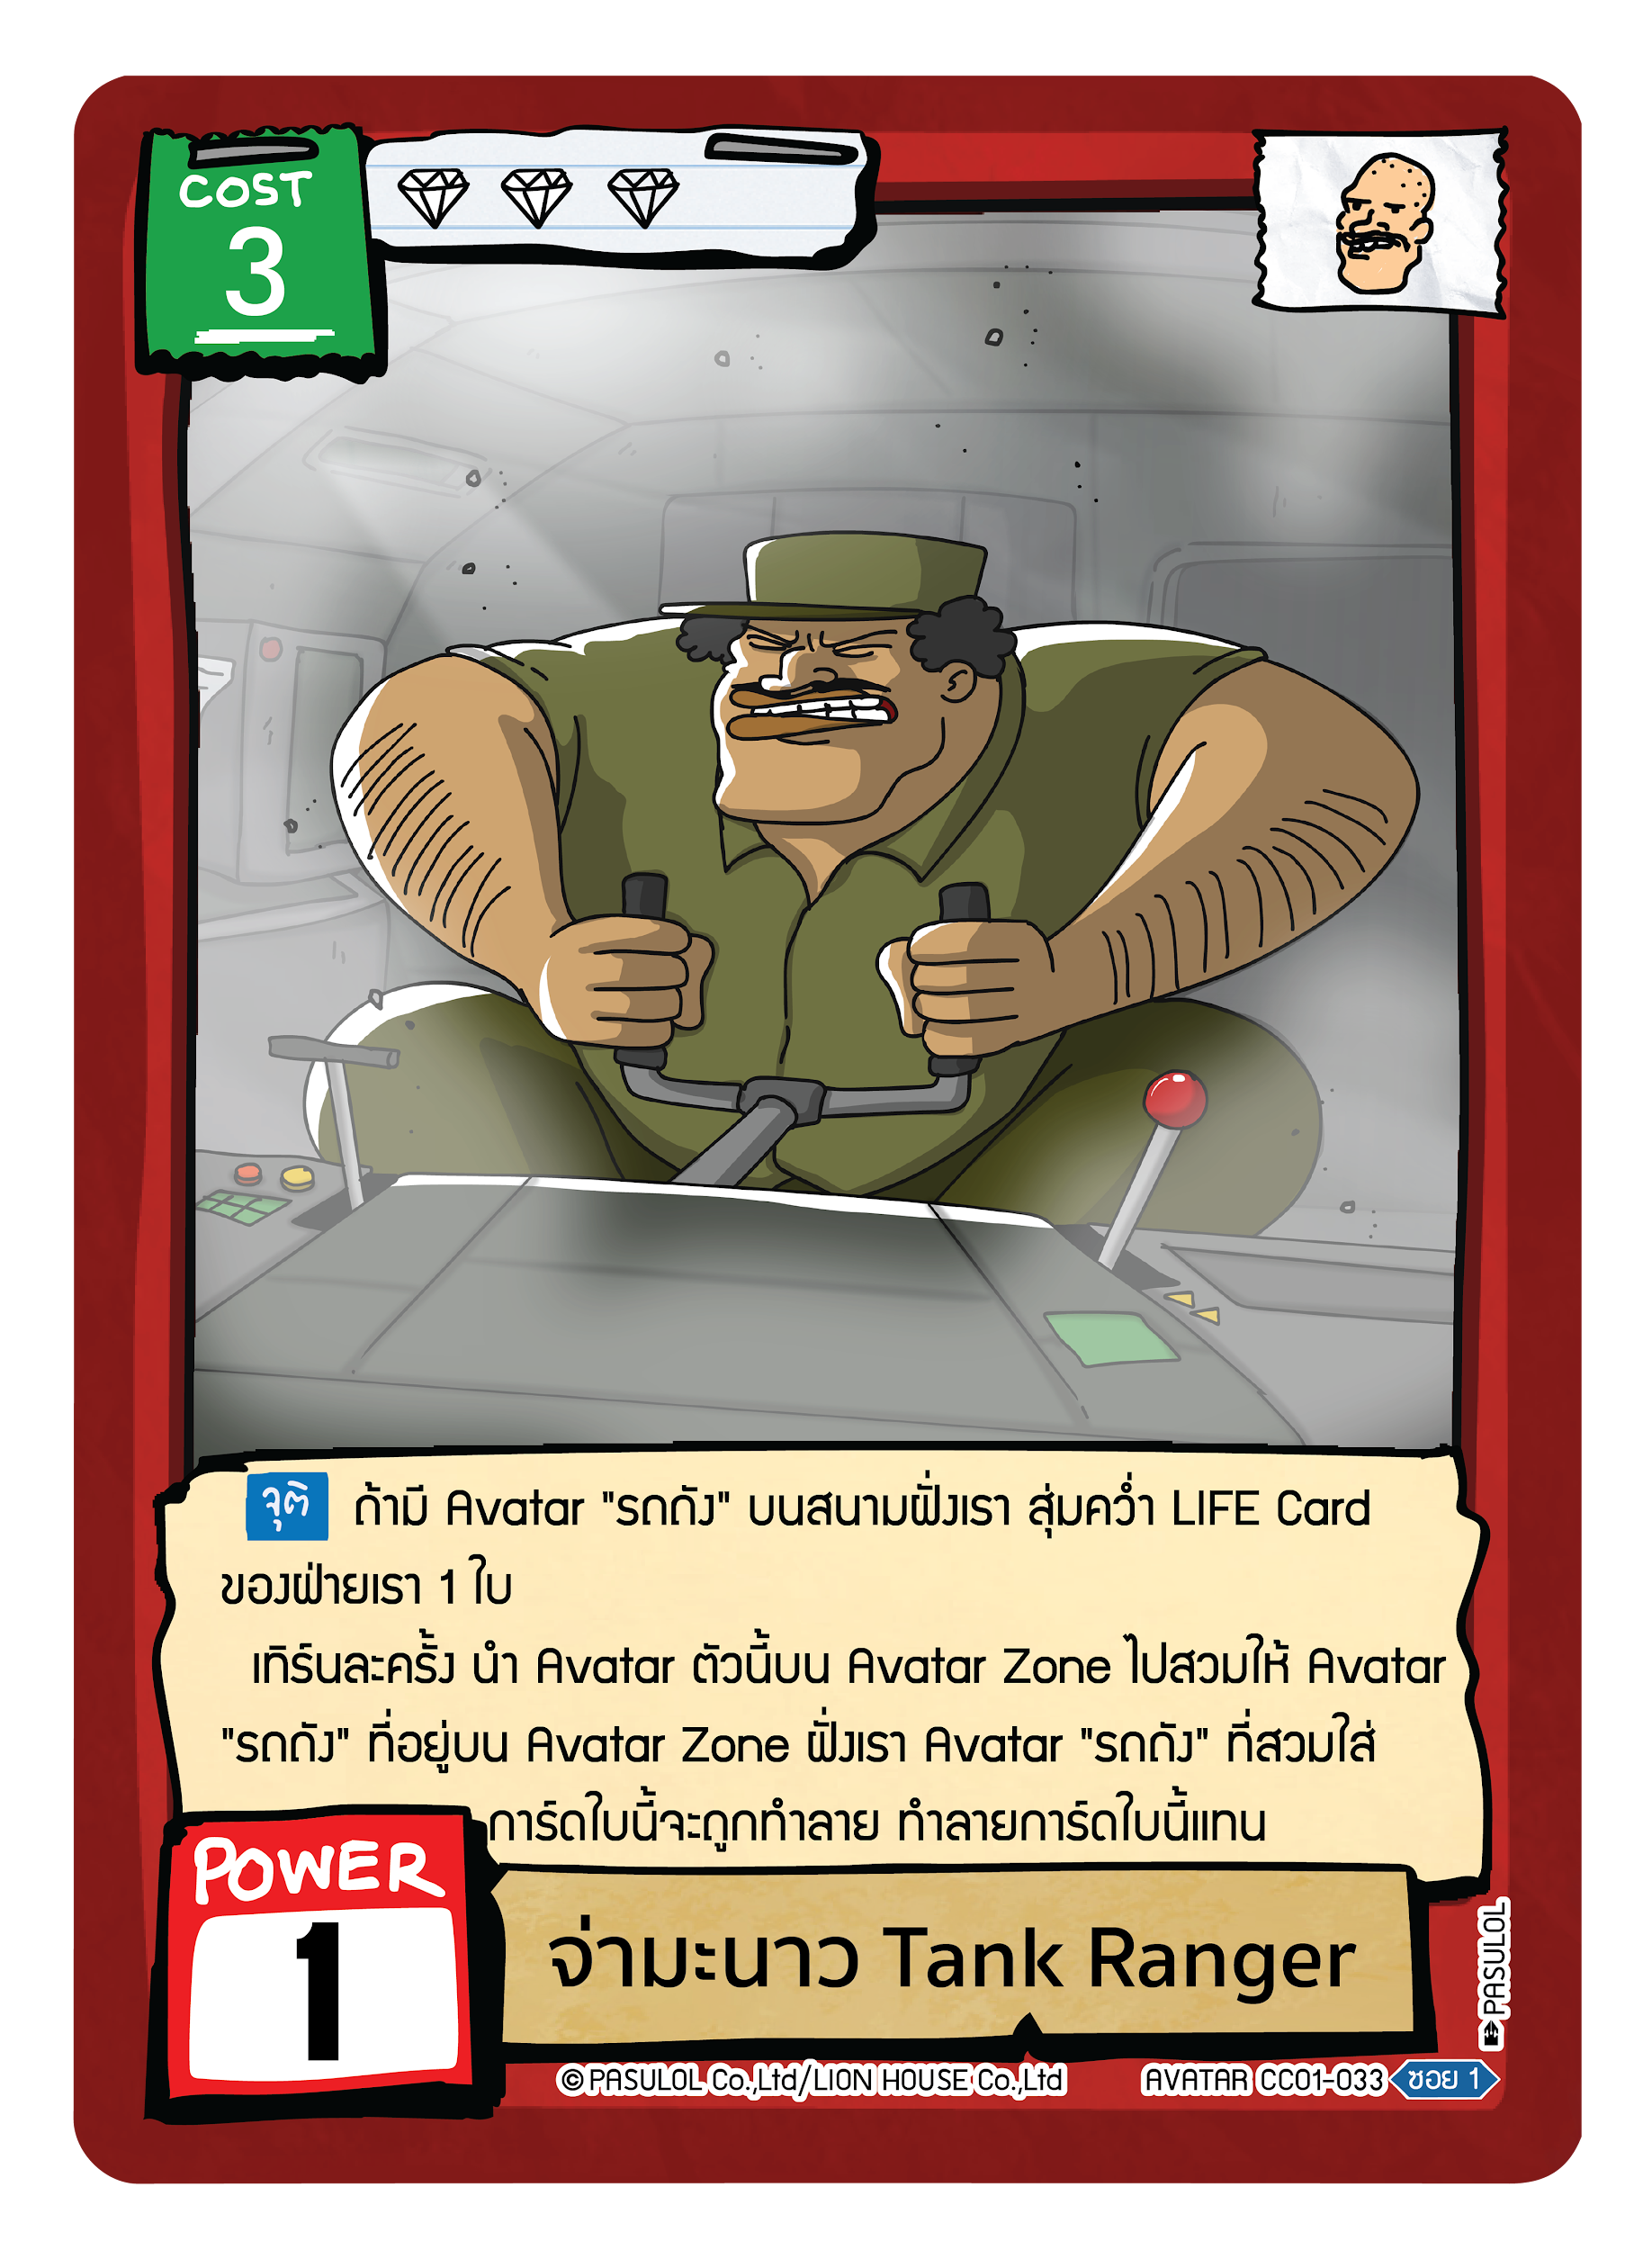 COST
3
จุติ ถ้ามี Avatar "รถถัง" บนสนามฝั่งเรา สุ่มคว่ำ LIFE Card
ของฝ่ายเรา 1 ใบ
เทิร์นละครั้ง นำ Avatar ตัวนี้บน Avatar Zone ไปสวมให้ Avatar
"รถถัง" ที่อยู่บน Avatar Zone ฝั่งเรา Avatar "รถถัง" ที่สวมใส่
การ์ดใบนี้จะถูกทำลาย ทำลายการ์ดใบนี้แทน
POWER
1
จ่ามะนาว Tank Ranger
PASULOL
©PASULOL Co.,Ltd/LION HOUSE Co.,Ltd
AVATAR CC01-033 ซอย 1